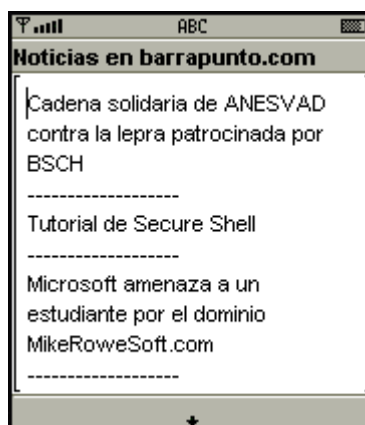 ABC
Noticias en barrapunto.com
Cadena solidaria de ANESVAD
contra la lepra patrocinada por
BSCH
-------------------
Tutorial de Secure Shell
-------------------
Microsoft amenaza a un
estudiante por el dominio
MikeRoweSoft.com
-------------------